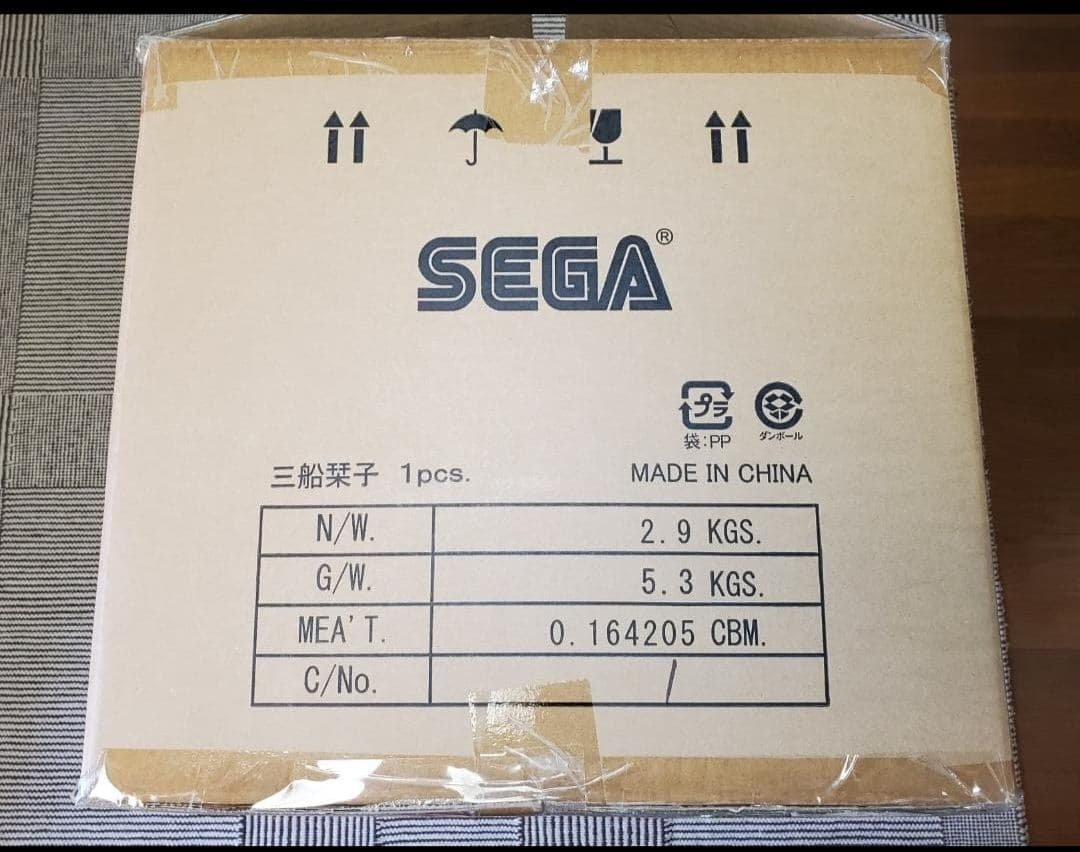 SEGA®
プラ
袋:PP
ダンボール
三船栞子 1pcs.
MADE IN CHINA
N/W. 2.9 KGS.
G/W. 5.3 KGS.
MEA'T. 0.164205 CBM.
C/No. /